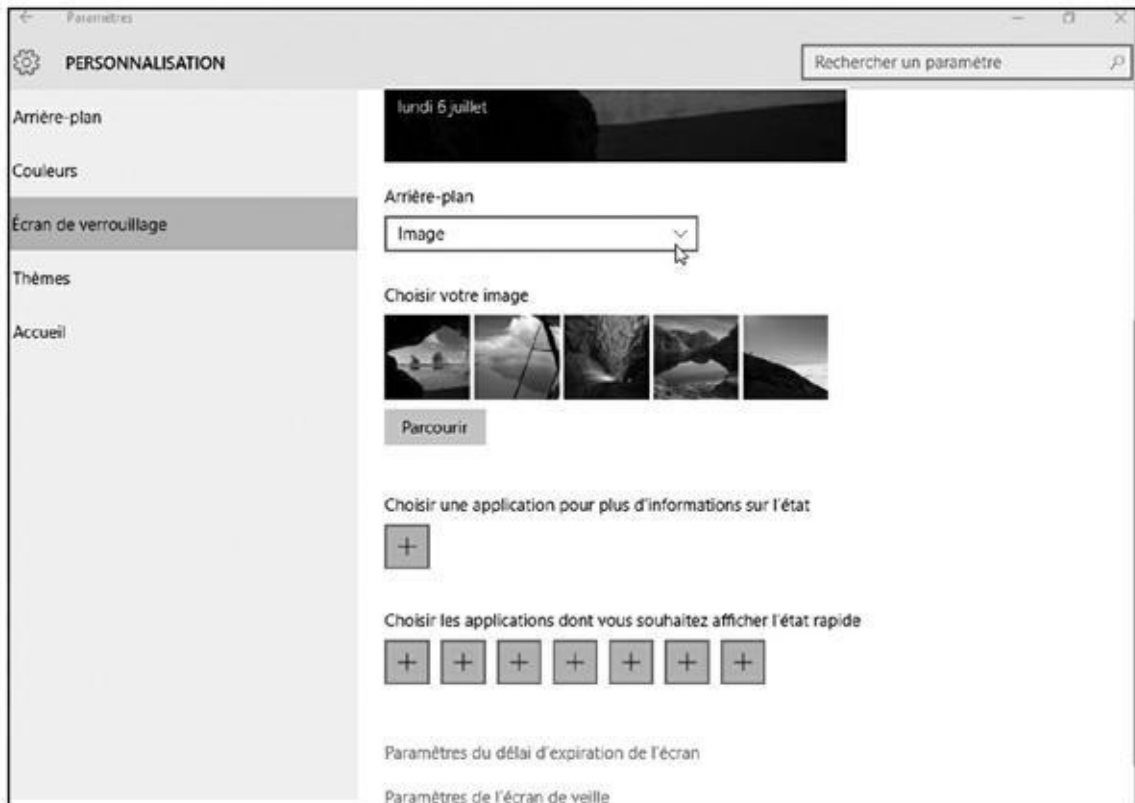 Paramètres
PERSONNALISATION
Rechercher un paramètre
Arrière-plan
Couleurs
Écran de verrouillage
Thèmes
Accueil
lundi 6 juillet
Arrière-plan
Image
Choisir votre image
Parcourir
Choisir une application pour plus d'informations sur l'état
Choisir les applications dont vous souhaitez afficher l'état rapide
Paramètres du délai d'expiration de l'écran
Paramètres de l'écran de veille